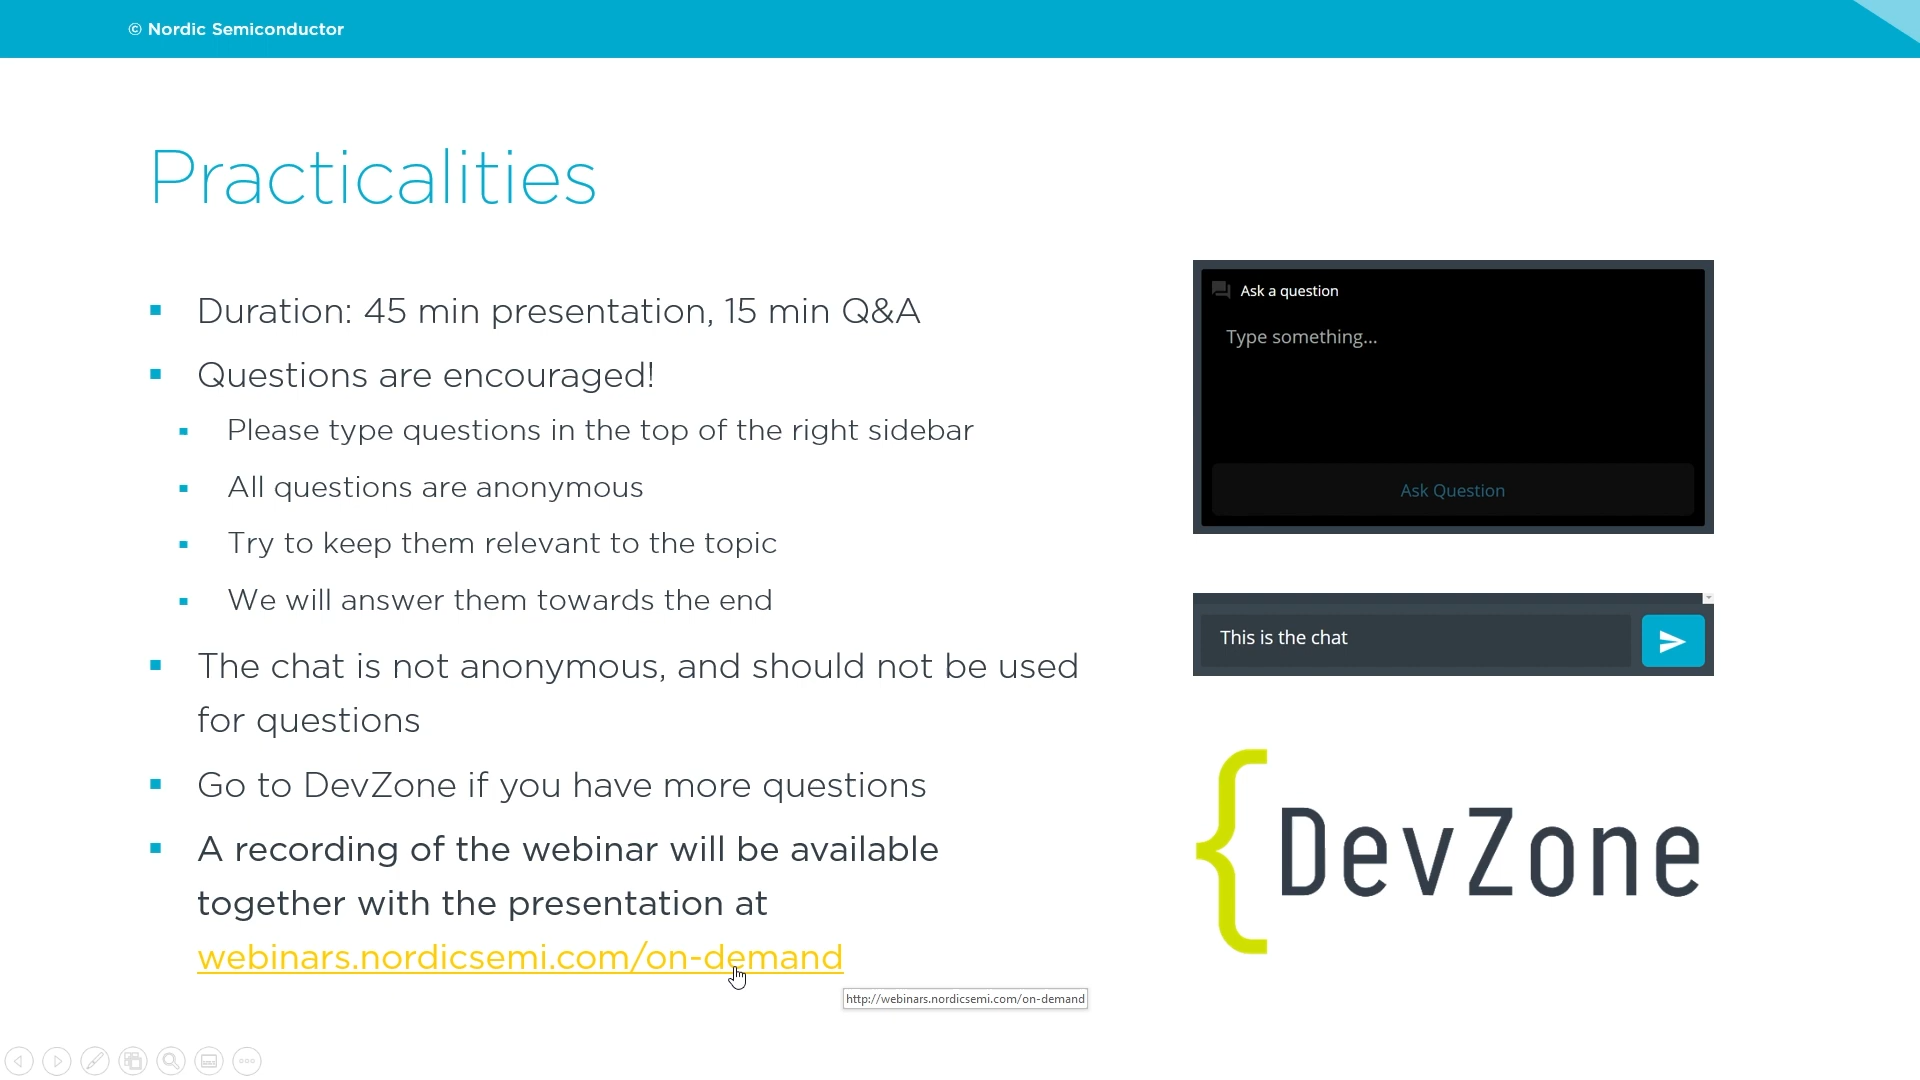 © Nordic Semiconductor
Practicalities
Duration: 45 min presentation, 15 min Q&A
Questions are encouraged!
Please type questions in the top of the right sidebar
All questions are anonymous
Try to keep them relevant to the topic
We will answer them towards the end
The chat is not anonymous, and should not be used
for questions
Go to DevZone if you have more questions
A recording of the webinar will be available
together with the presentation at
webinars.nordicsemi.com/on-demand
http://webinars.nordicsemi.com/on-demand
Ask a question
Type something...
Ask Question
This is the chat
{DevZone